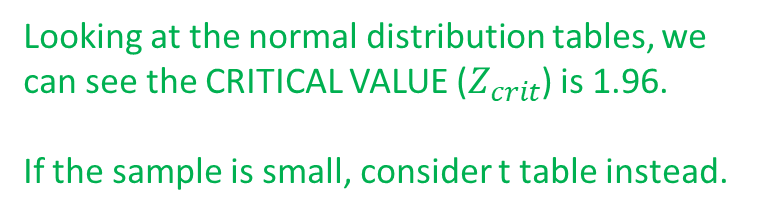 Looking at the normal distribution tables, we
can see the CRITICAL VALUE (Z_crit) is 1.96.
If the sample is small, consider t table instead.